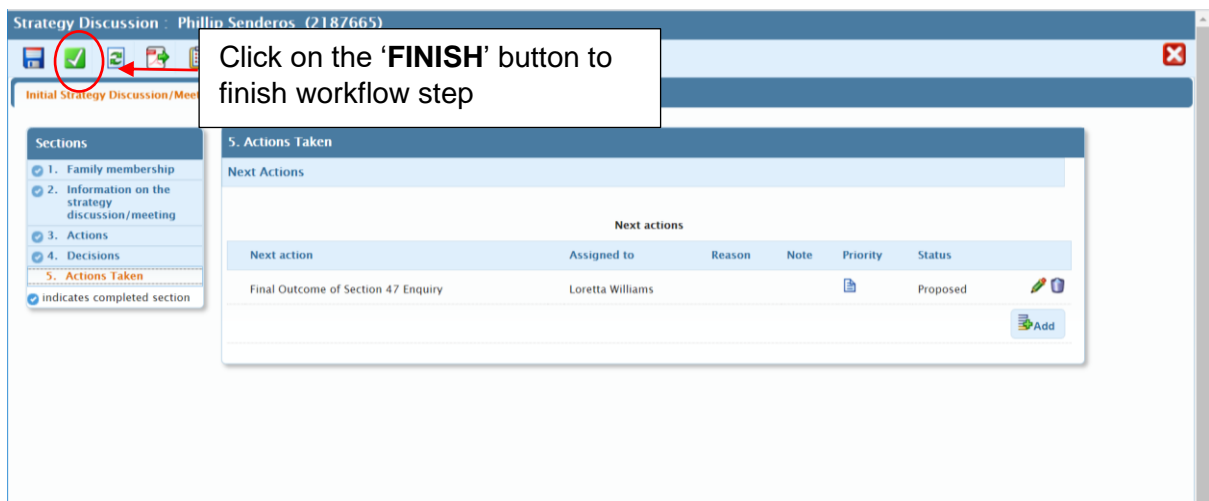 Strategy Discussion : Phillip Senderos (2187665)
Click on the ‘FINISH’ button to
finish workflow step
Initial Strategy Discussion/Mee
Sections
1. Family membership
2. Information on the
strategy
discussion/meeting
3. Actions
4. Decisions
5. Actions Taken
indicates completed section
5. Actions Taken
Next Actions
Next actions
Next action Assigned to Reason Note Priority Status
Final Outcome of Section 47 Enquiry Loretta Williams Proposed
Add